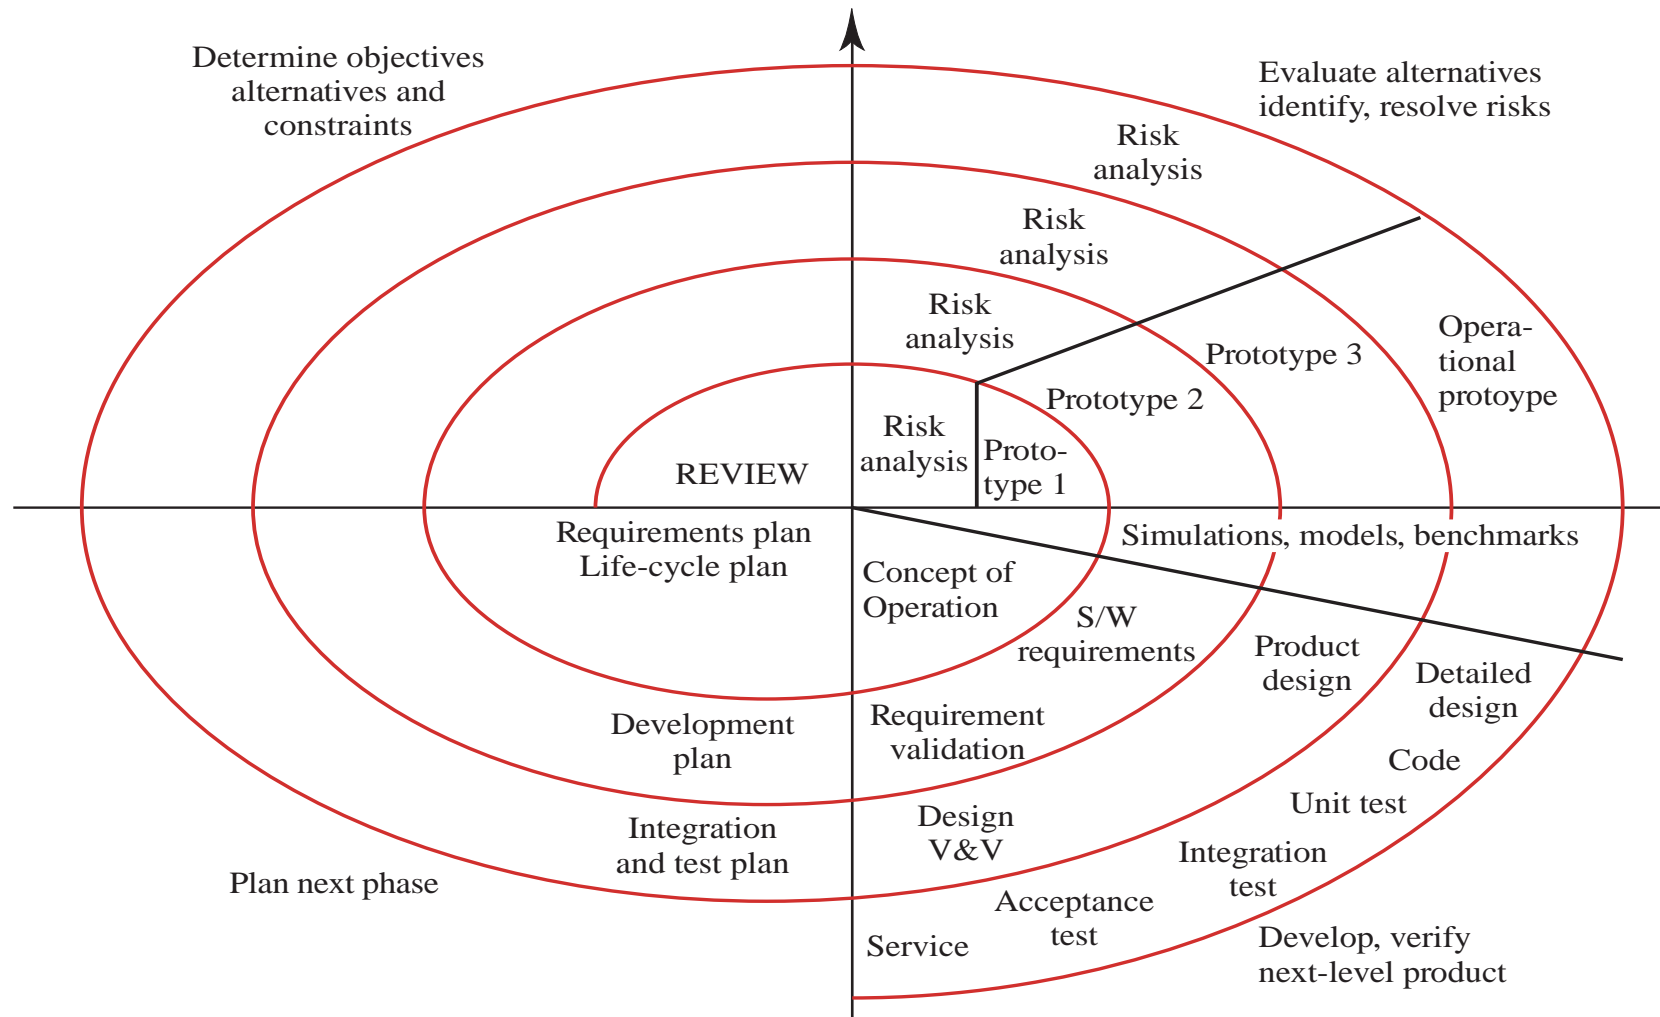 Determine objectives
alternatives and
constraints
Evaluate alternatives
identify, resolve risks
Risk
analysis
Risk
analysis
Risk
analysis
Risk
analysis
Opera-
tional
protoype
Prototype 3
Prototype 2
Proto-
type 1
REVIEW
Requirements plan
Life-cycle plan
Simulations, models, benchmarks
Concept of
Operation
S/W
requirements
Product
design
Detailed
design
Development
plan
Requirement
validation
Code
Unit test
Integration
and test plan
Design
V&V
Integration
test
Plan next phase
Acceptance
test
Service
Develop, verify
next-level product